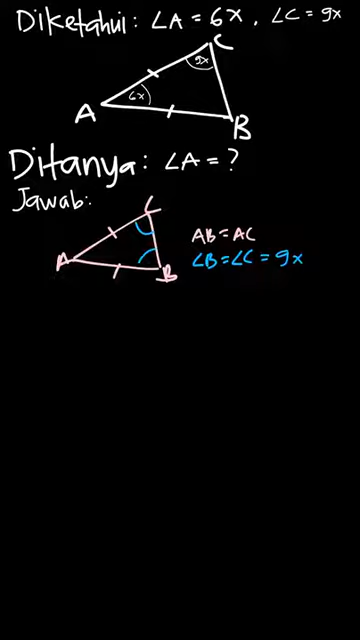 Diketahui: ∠A = 6x, ∠C = 9x
C
9x
6x
A
B
Ditanya: ∠A = ?
Jawab:
C
AB = AC
A
∠B = ∠C = 9x
B